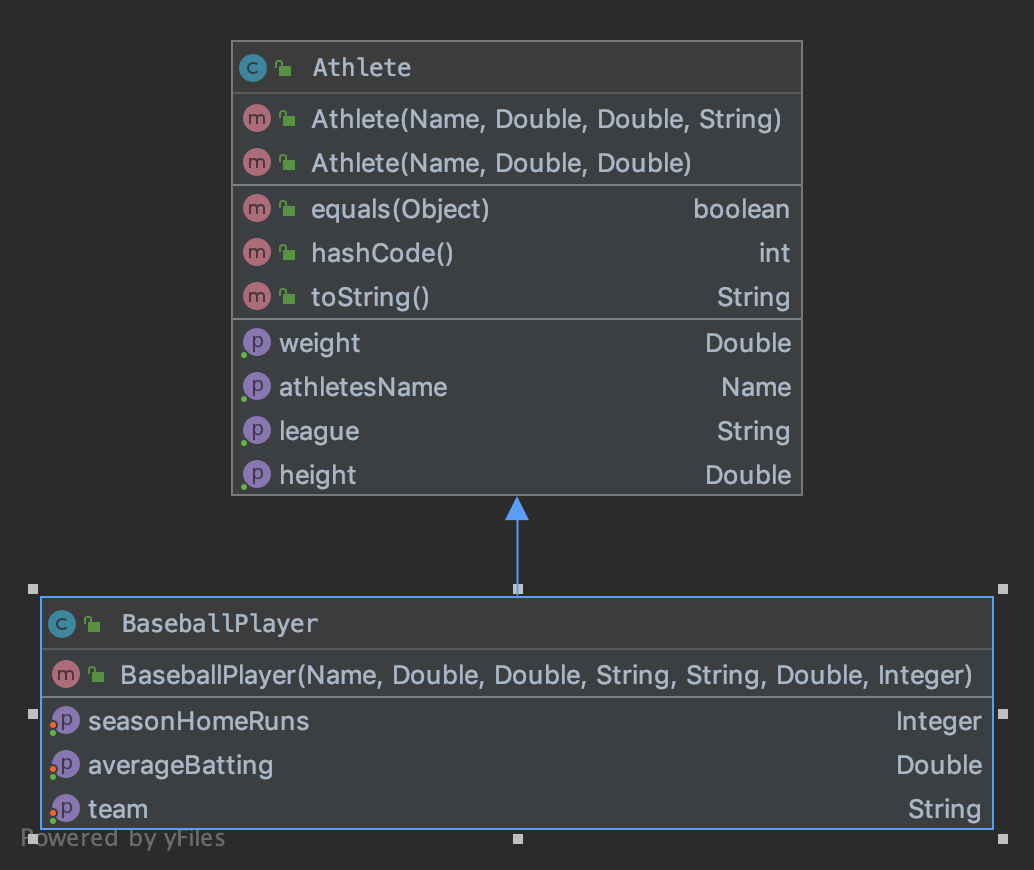 Athlete
Athlete(Name, Double, Double, String)
Athlete(Name, Double, Double)
equals(Object) boolean
hashCode() int
toString() String
weight Double
athletesName Name
league String
height Double
BaseballPlayer
BaseballPlayer(Name, Double, Double, String, String, Double, Integer)
seasonHomeRuns Integer
averageBatting Double
team String
Powered by yFiles